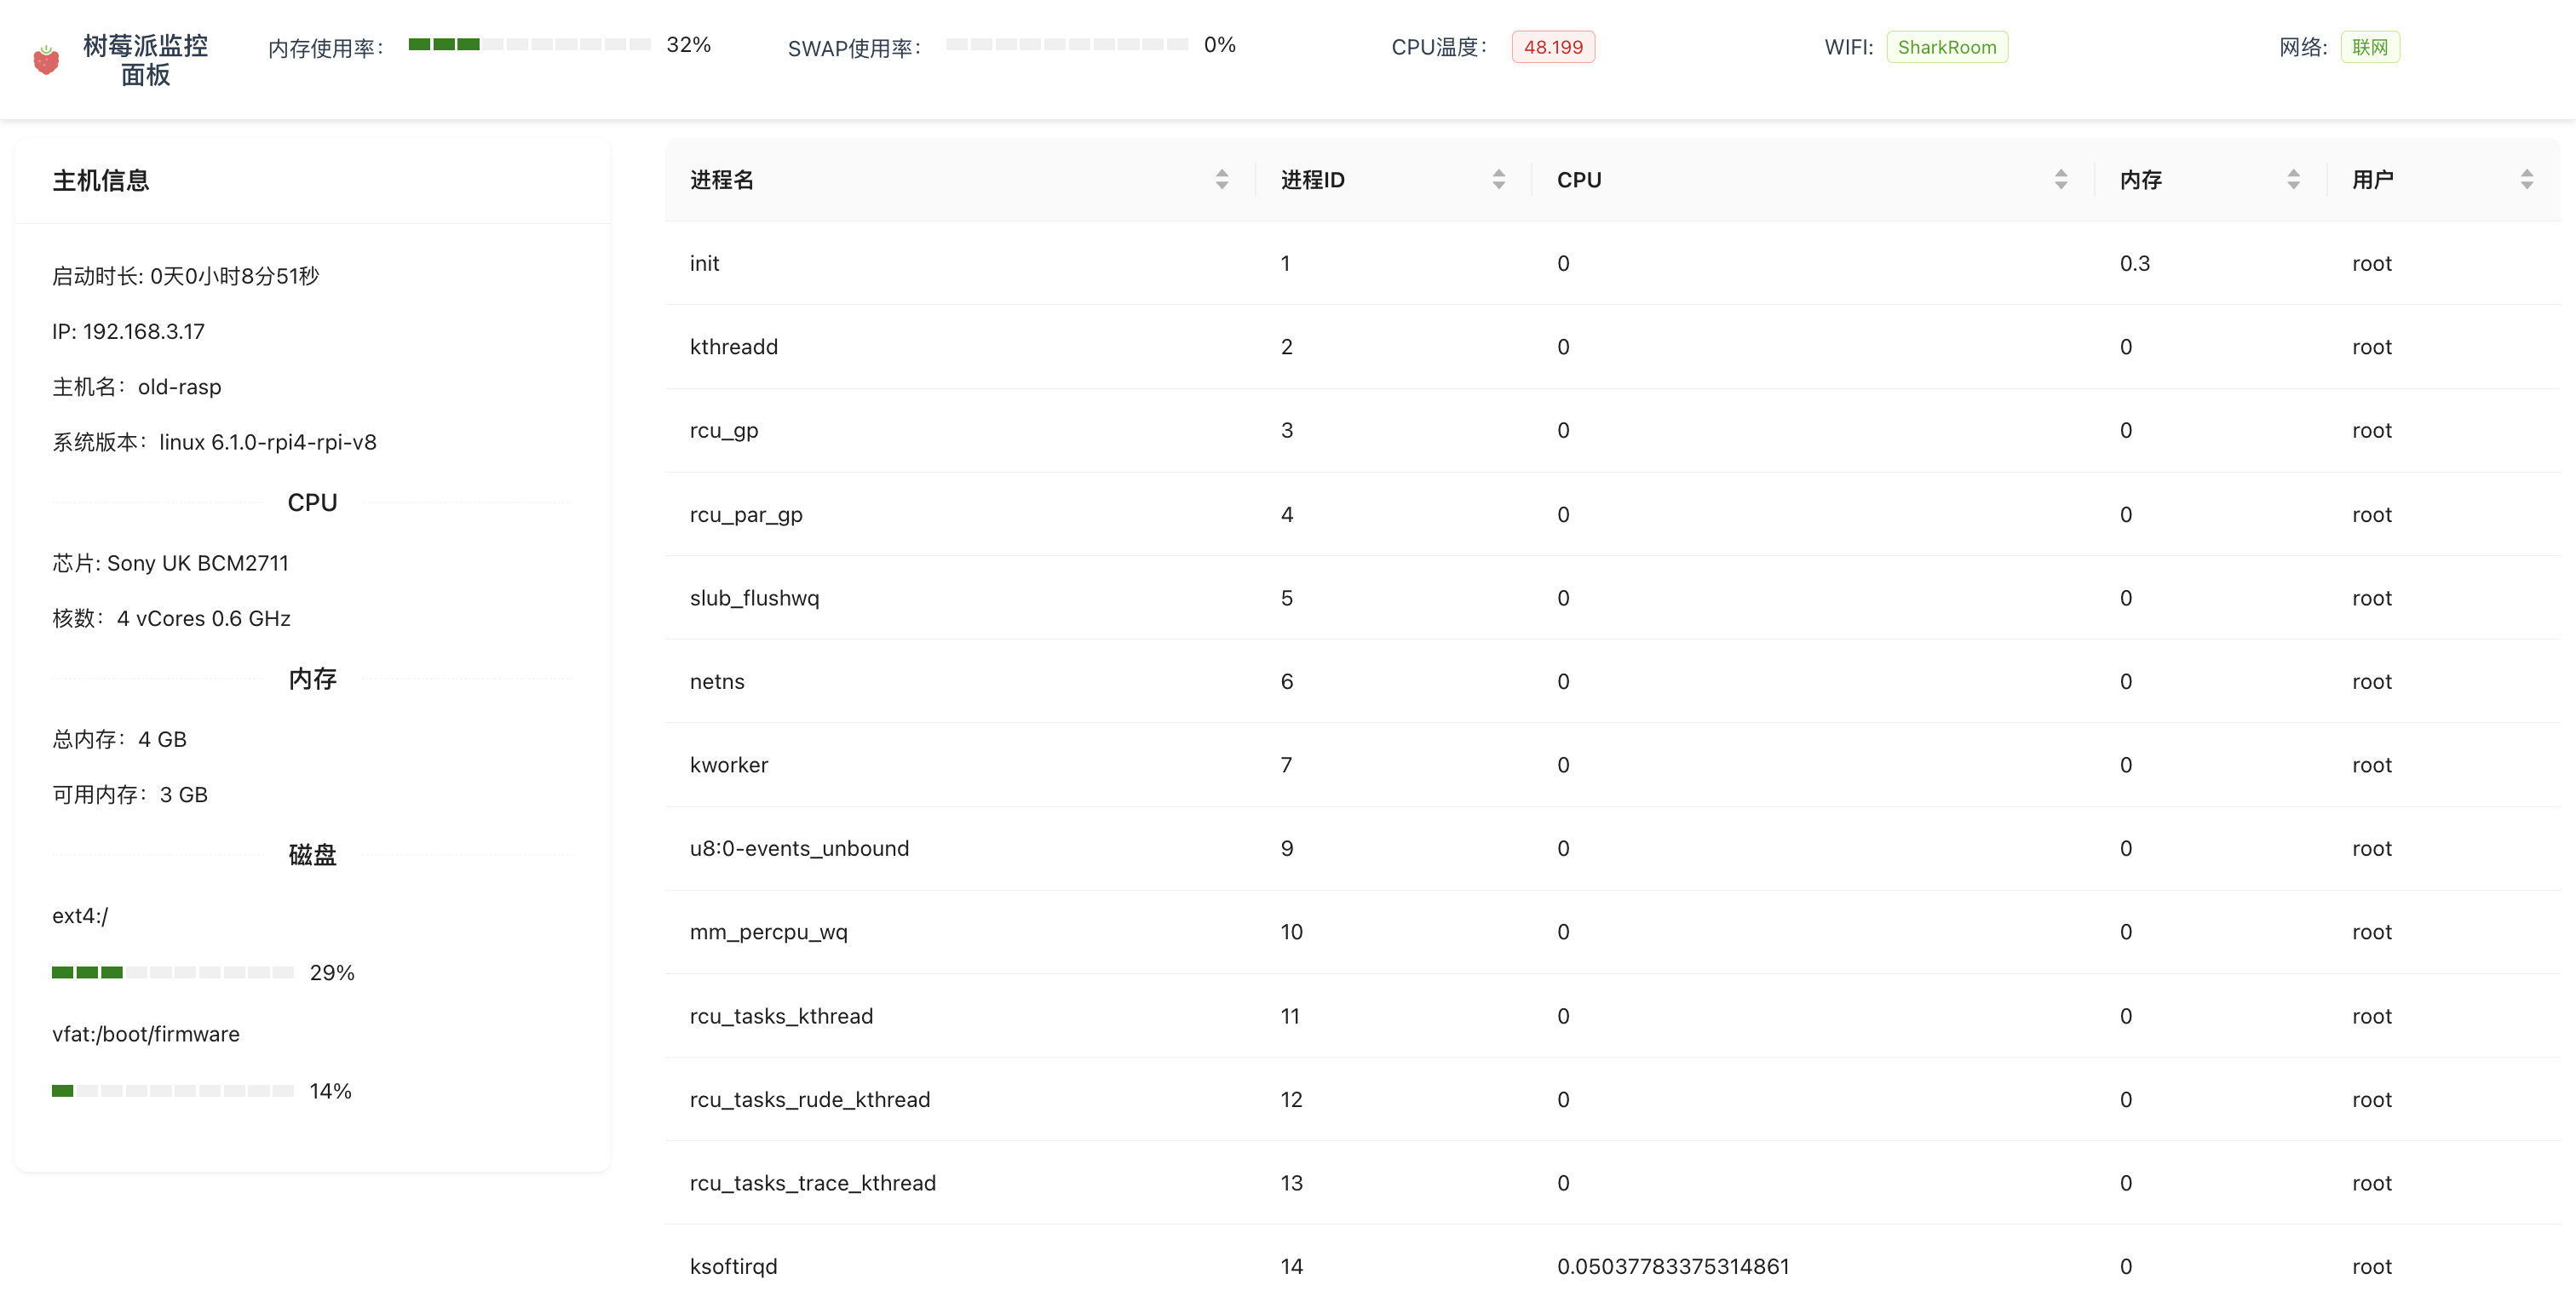 树莓派监控
面板
内存使用率： 32%
SWAP使用率： 0%
CPU温度： 48.199
WIFI: SharkRoom
网络: 联网
主机信息
启动时长: 0天0小时8分51秒
IP: 192.168.3.17
主机名：old-rasp
系统版本：linux 6.1.0-rpi4-rpi-v8
CPU
芯片: Sony UK BCM2711
核数：4 vCores 0.6 GHz
内存
总内存：4 GB
可用内存：3 GB
磁盘
ext4:/
29%
vfat:/boot/firmware
14%
进程名 进程ID CPU 内存 用户
init 1 0 0.3 root
kthreadd 2 0 0 root
rcu_gp 3 0 0 root
rcu_par_gp 4 0 0 root
slub_flushwq 5 0 0 root
netns 6 0 0 root
kworker 7 0 0 root
u8:0-events_unbound 9 0 0 root
mm_percpu_wq 10 0 0 root
rcu_tasks_kthread 11 0 0 root
rcu_tasks_rude_kthread 12 0 0 root
rcu_tasks_trace_kthread 13 0 0 root
ksoftirqd 14 0.05037783375314861 0 root